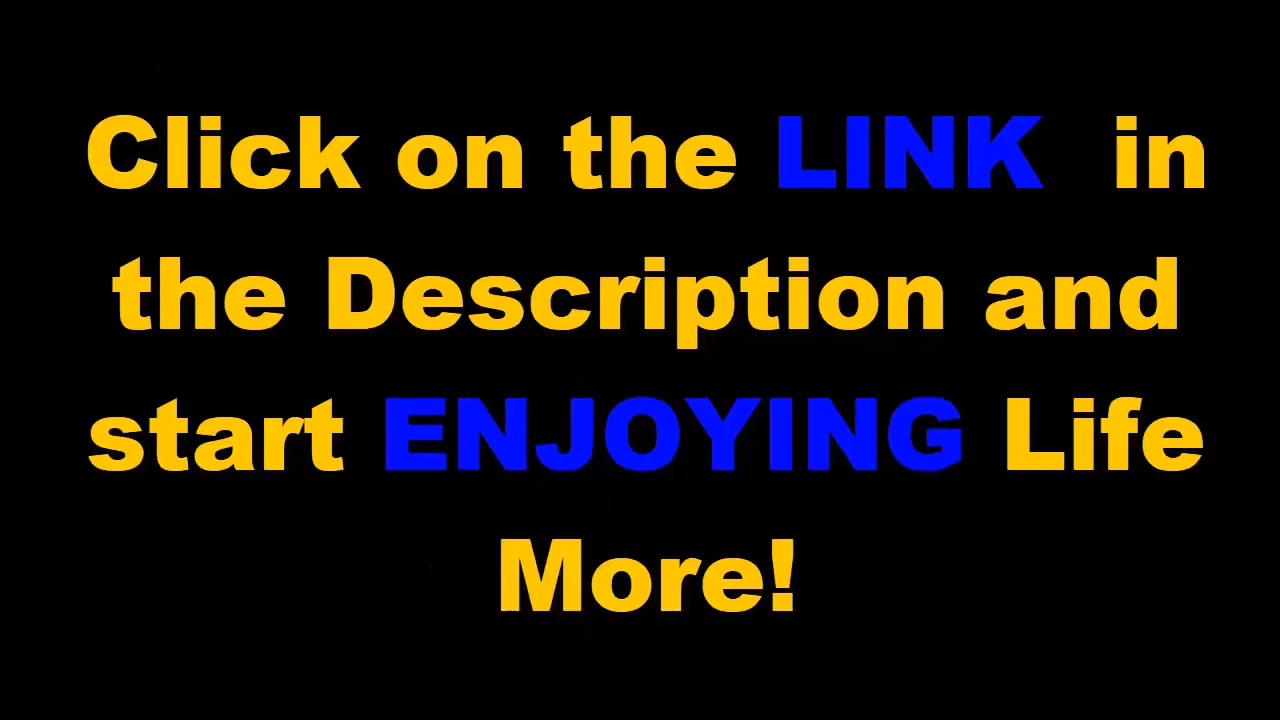 Click on the LINK in
the Description and
start ENJOYING Life
More!